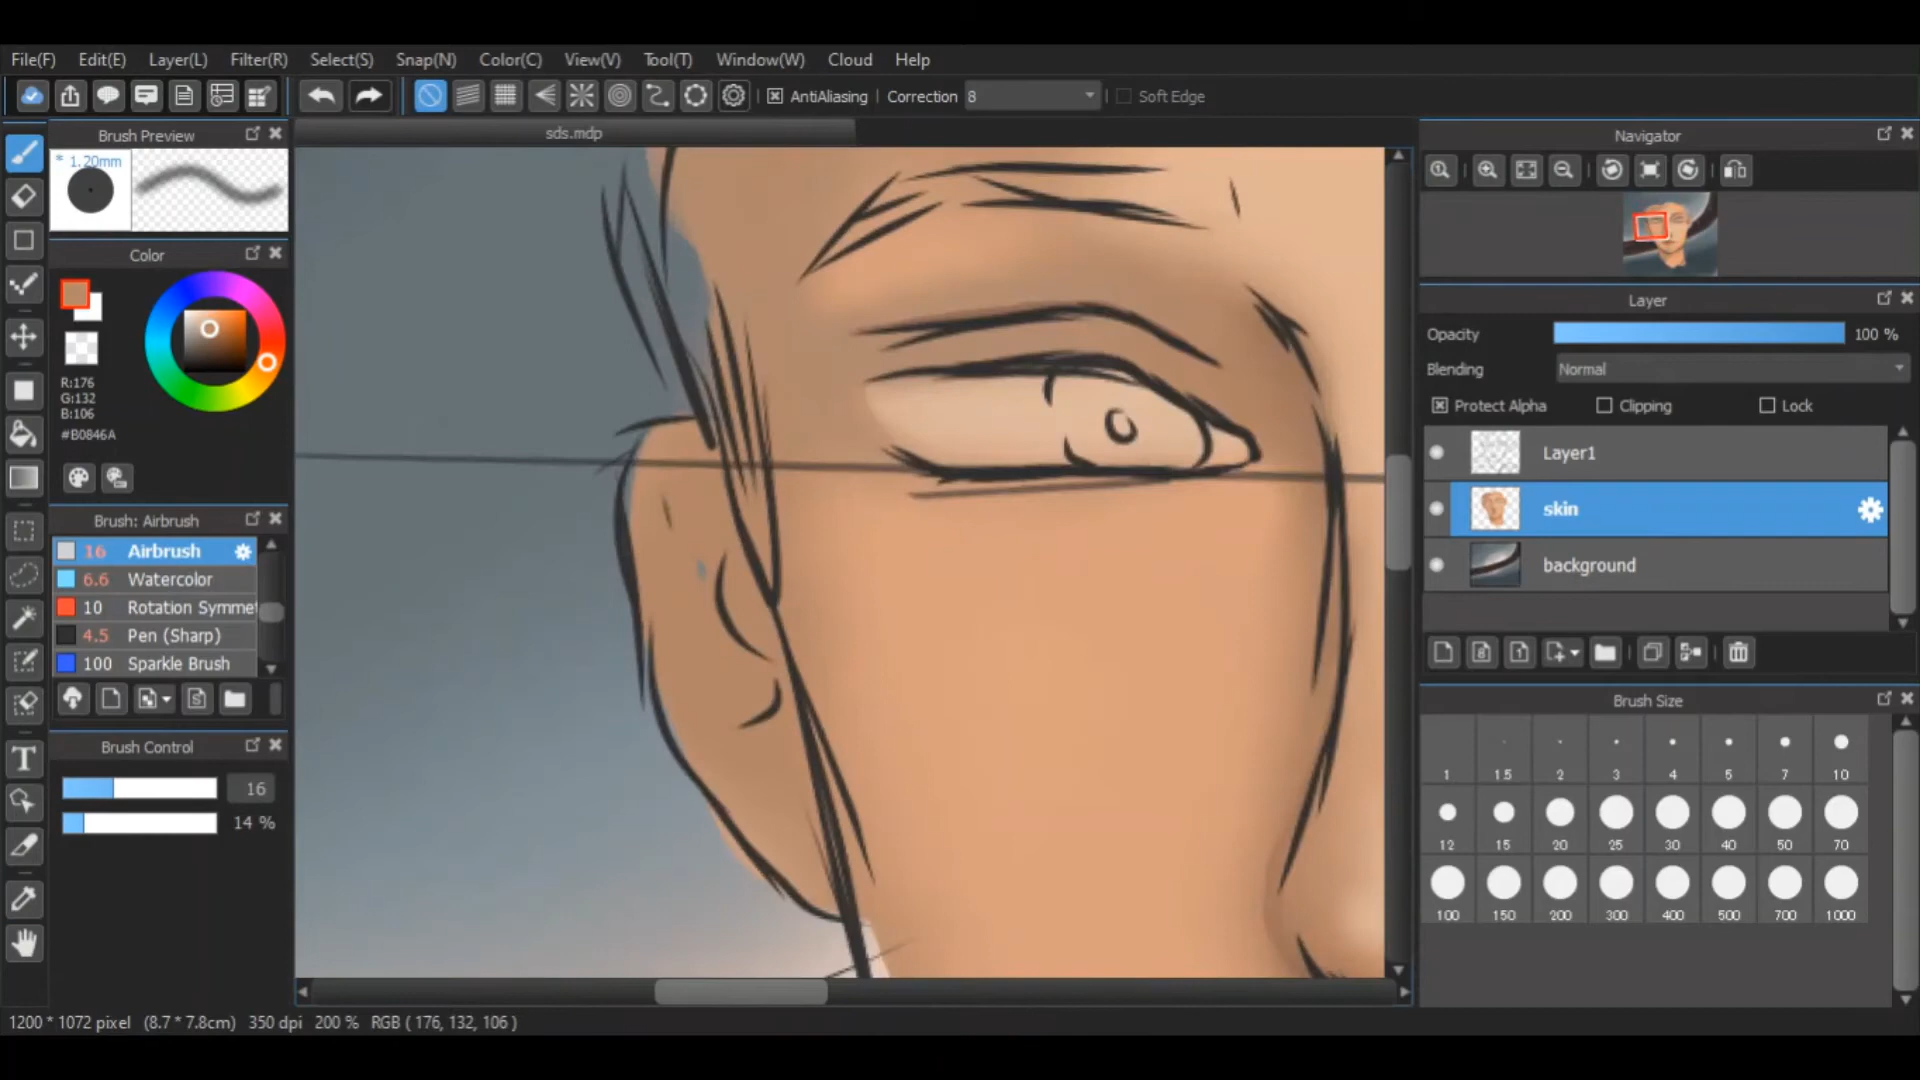 File(F) Edit(E) Layer(L) Filter(R) Select(S) Snap(N) Color(C) View(V) Tool(T) Window(W) Cloud Help
AntiAliasing Correction 8 Soft Edge
Brush Preview
sds.mdp
Navigator
* 1.20mm
Color
R:176
G:132
B:106
#B0846A
Layer
Opacity 100 %
Blending Normal
Protect Alpha Clipping Lock
Layer1
skin
background
Brush: Airbrush
16 Airbrush
6.6 Watercolor
10 Rotation Symme
4.5 Pen (Sharp)
100 Sparkle Brush
Brush Control
16
14 %
Brush Size
1 1.5 2 3 4 5 7 10
12 15 20 25 30 40 50 70
100 150 200 300 400 500 700 1000
1200 * 1072 pixel (8.7 * 7.8cm) 350 dpi 200 % RGB ( 176, 132, 106 )